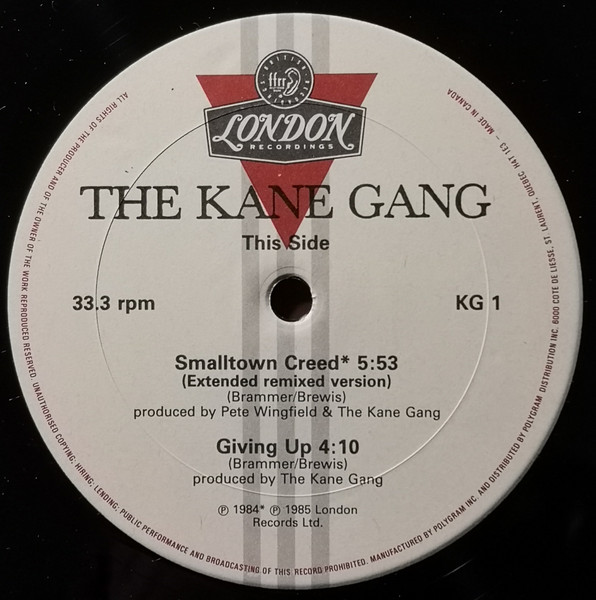 BRITISH RECORDINGS
ffrr
LONDON
RECORDINGS
THE KANE GANG
This Side
33.3 rpm
KG 1
Smalltown Creed* 5:53
(Extended remixed version)
(Brammer/Brewis)
produced by Pete Wingfield & The Kane Gang
Giving Up 4:10
(Brammer/Brewis)
produced by The Kane Gang
℗ 1984* ℗ 1985 London
Records Ltd.
ALL RIGHTS OF THE PRODUCER AND OF THE OWNER OF THE WORK REPRODUCED RESERVED. UNAUTHORISED COPYING, HIRING, LENDING, PUBLIC PERFORMANCE AND BROADCASTING OF THIS RECORD PROHIBITED. MANUFACTURED BY POLYGRAM INC. AND DISTRIBUTED BY POLYGRAM DISTRIBUTION INC. 6000 COTE DE LIESSE, ST. LAURENT, QUEBEC H4T 1E3 – MADE IN CANADA